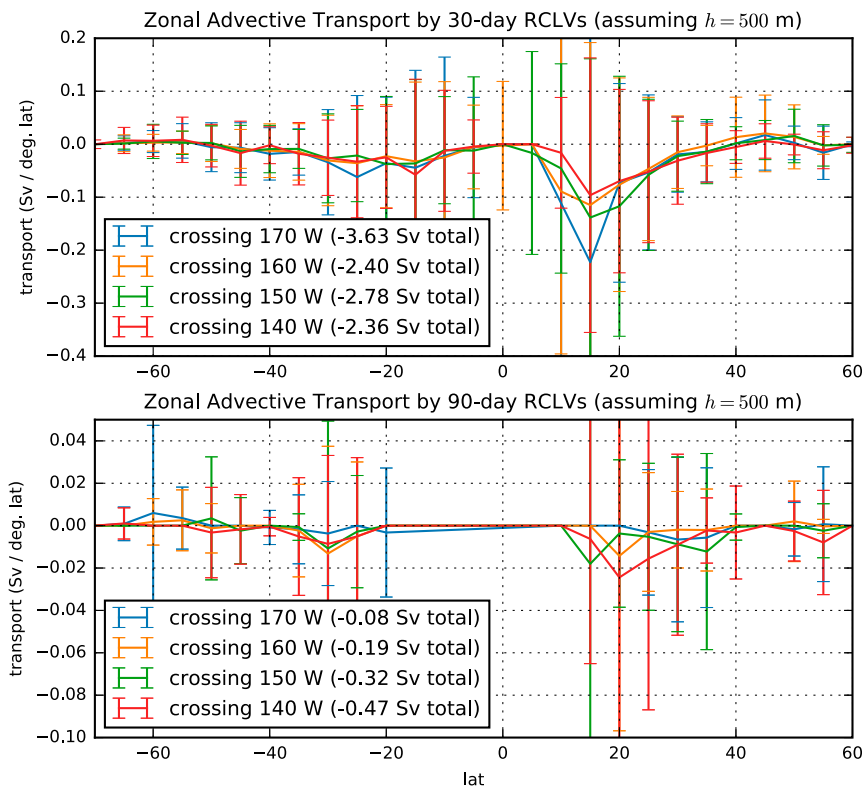 Zonal Advective Transport by 30-day RCLVs (assuming h = 500 m)
transport (Sv / deg. lat)
0.2
0.1
0.0
−0.1
−0.2
−0.3
−0.4
crossing 170 W (-3.63 Sv total)
crossing 160 W (-2.40 Sv total)
crossing 150 W (-2.78 Sv total)
crossing 140 W (-2.36 Sv total)
−60 −40 −20 0 20 40 60
Zonal Advective Transport by 90-day RCLVs (assuming h = 500 m)
transport (Sv / deg. lat)
0.04
0.02
0.00
−0.02
−0.04
−0.06
−0.08
−0.10
crossing 170 W (-0.08 Sv total)
crossing 160 W (-0.19 Sv total)
crossing 150 W (-0.32 Sv total)
crossing 140 W (-0.47 Sv total)
−60 −40 −20 0 20 40 60
lat